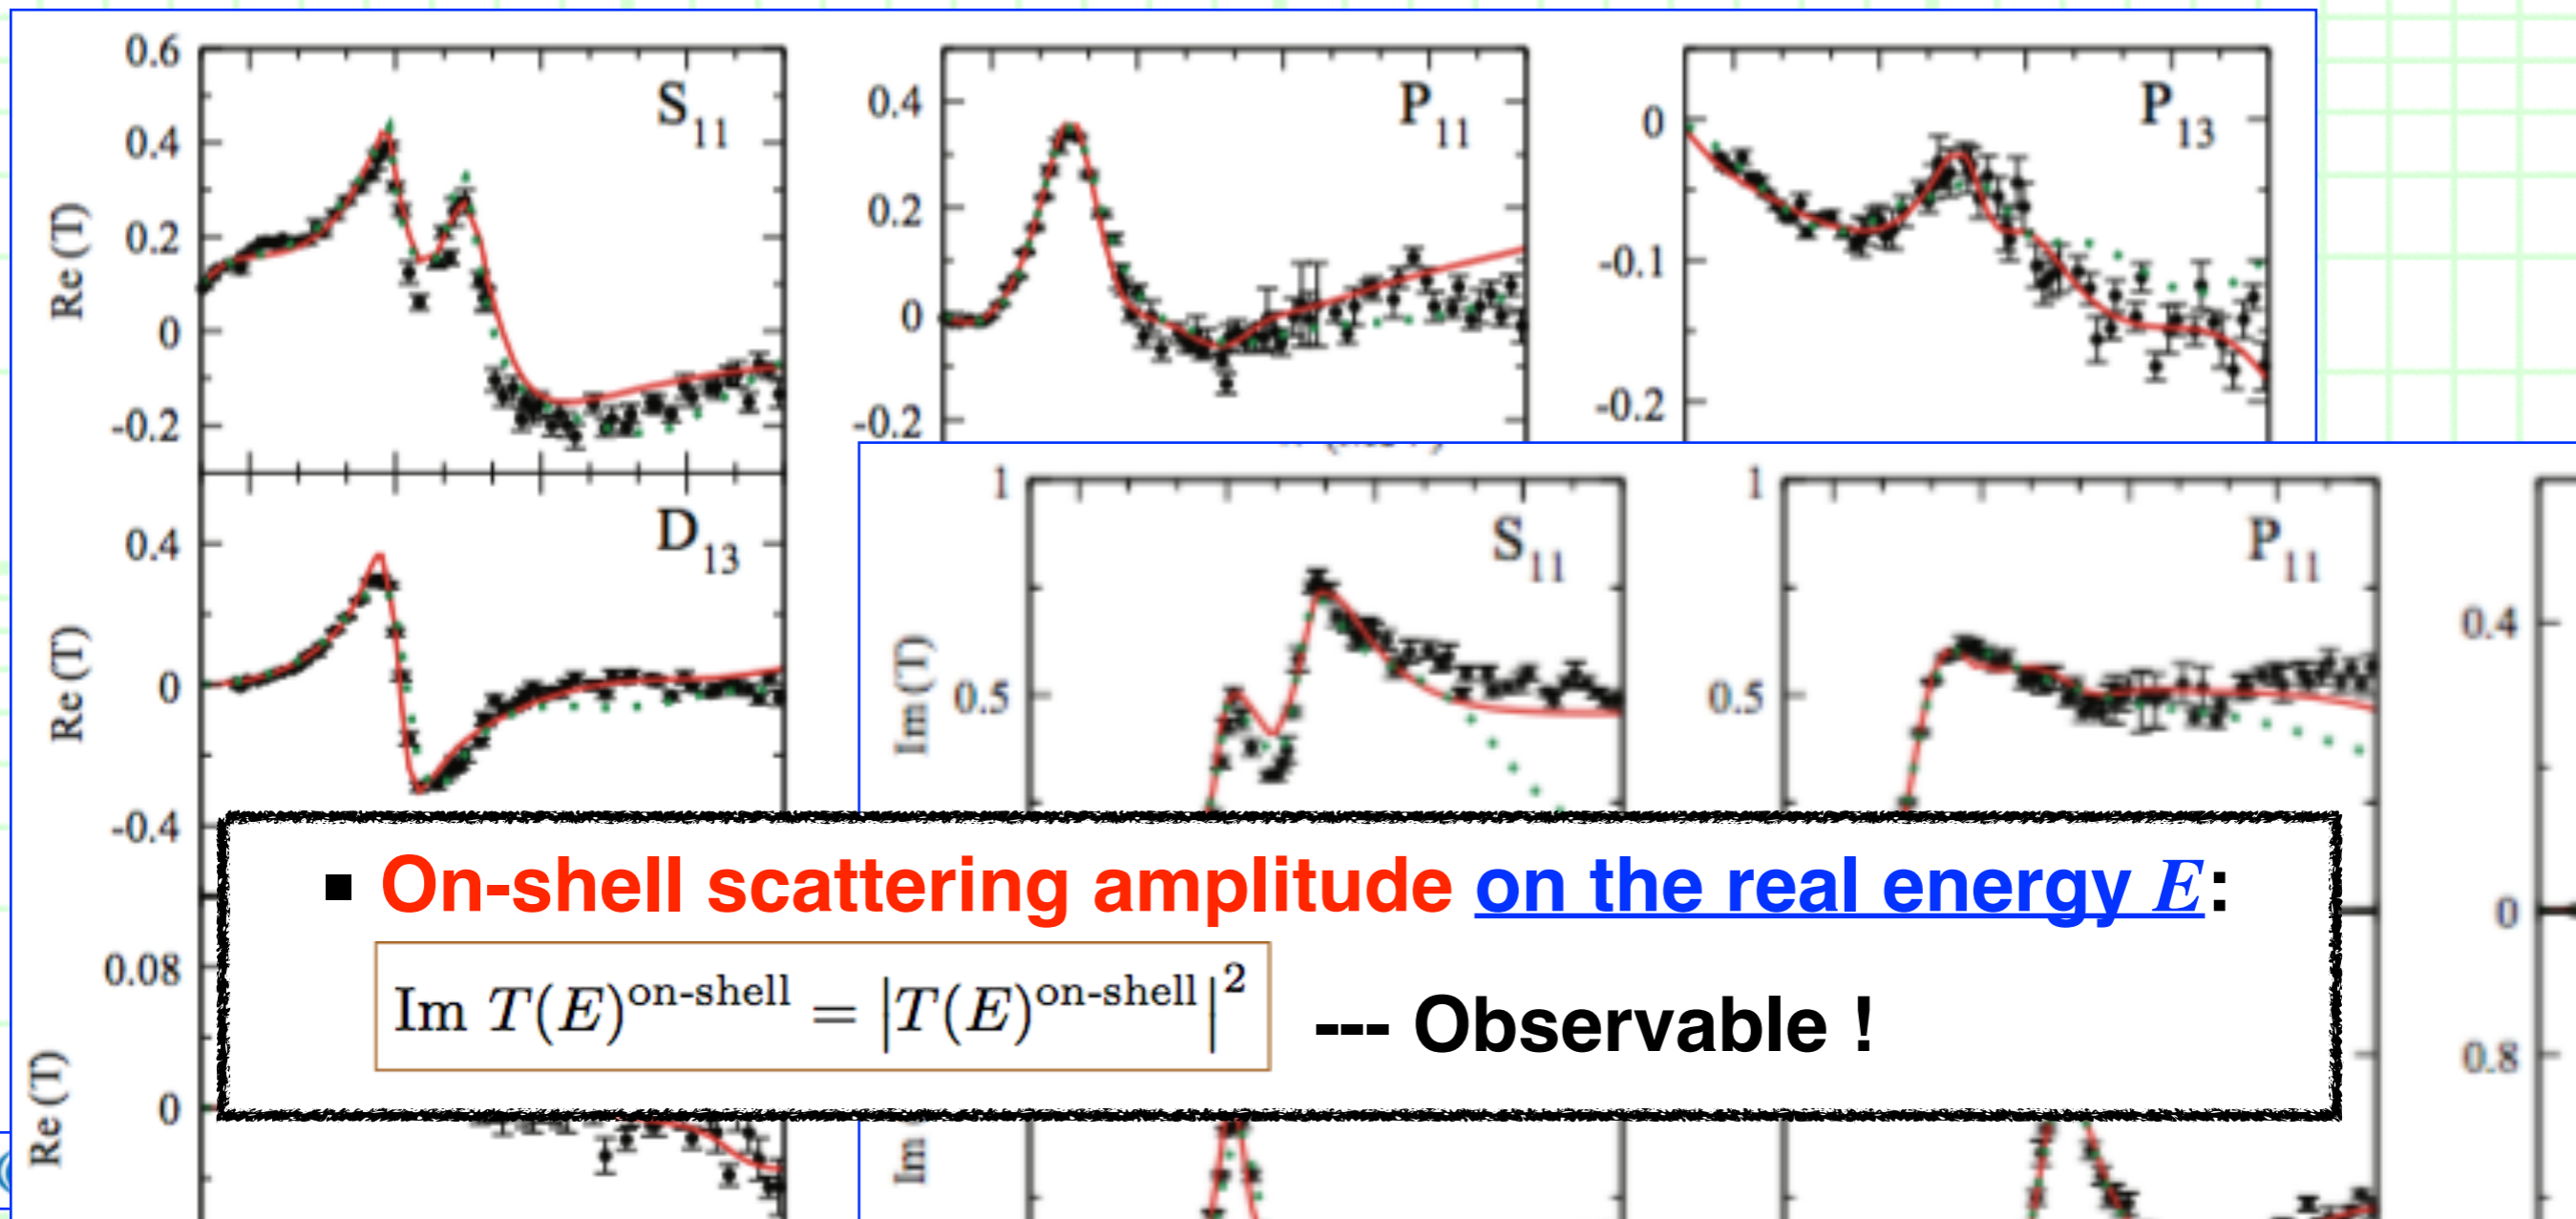 0.6
S11
0.4
0.2
0
-0.2
Re (T)
P11
0.4
0.2
0
-0.2
P13
0
-0.1
-0.2
D13
0.4
0
-0.4
Re (T)
1
S11
0.5
Im (T)
1
P11
0.5
0.4
0
0.8
▪ On-shell scattering amplitude on the real energy E:
Im T(E)^on-shell = |T(E)^on-shell|^2 --- Observable !
0.08
0
Re (T)
Im